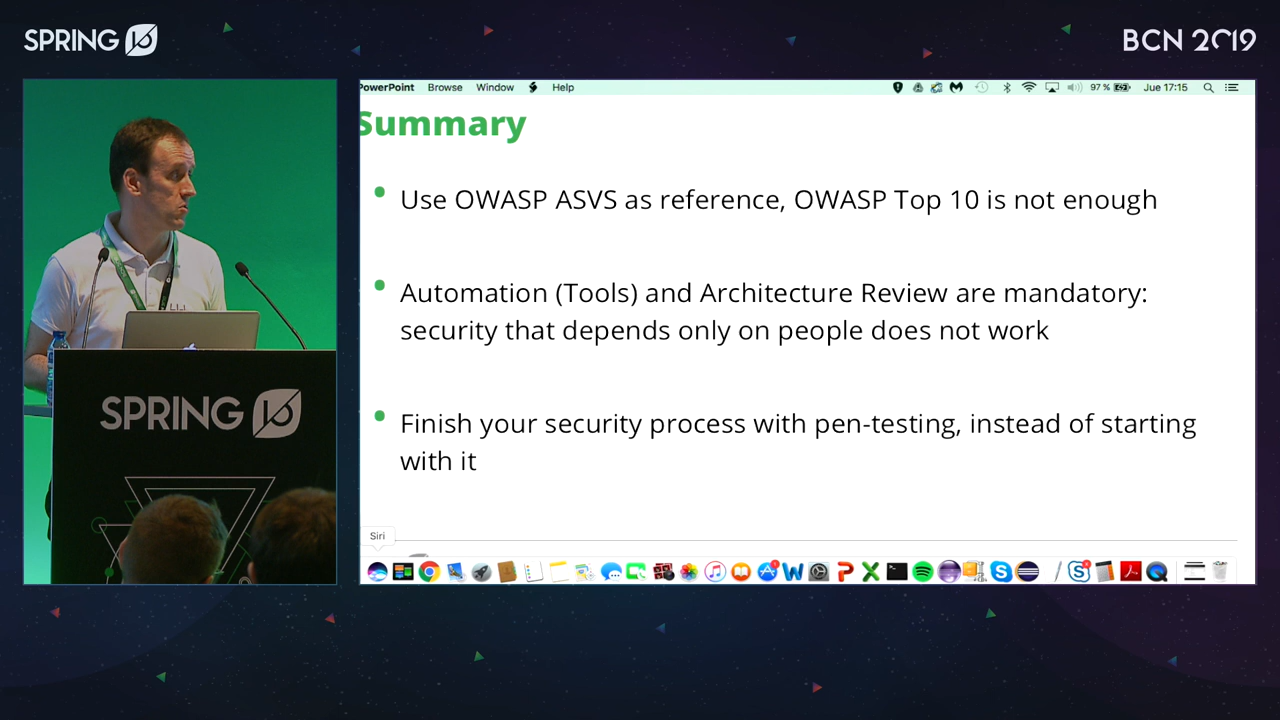 SPRING IO
BCN 2019
PowerPoint Browse Window Help
97 % Jue 17:15
Summary
Use OWASP ASVS as reference, OWASP Top 10 is not enough
Automation (Tools) and Architecture Review are mandatory:
security that depends only on people does not work
Finish your security process with pen-testing, instead of starting
with it
Siri
SPRING IO